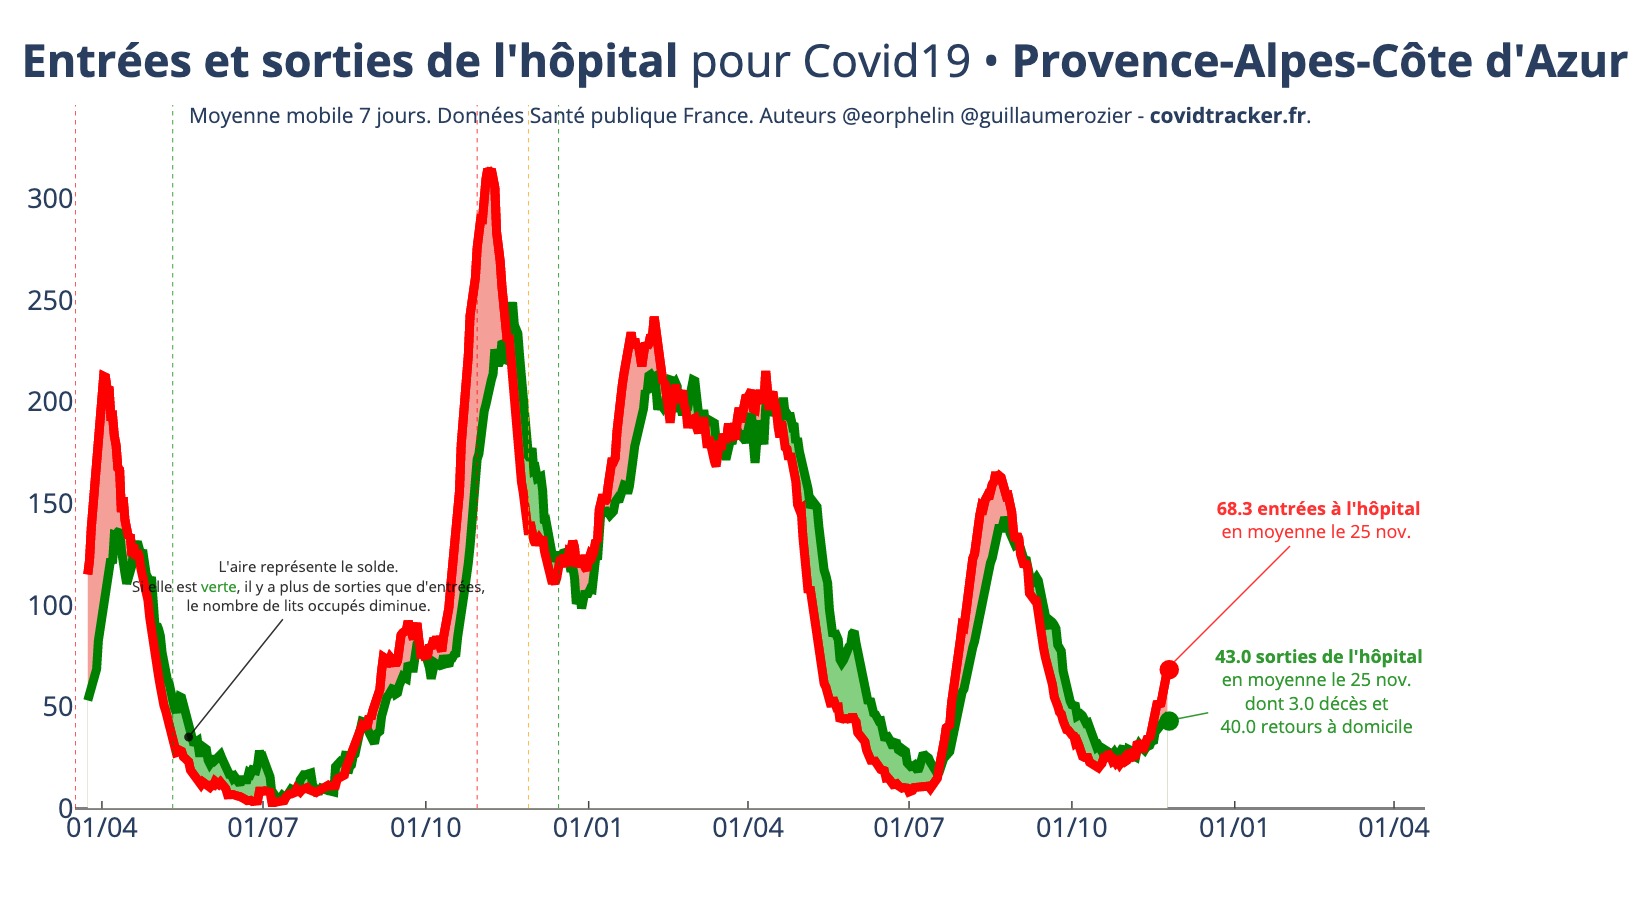 Entrées et sorties de l'hôpital pour Covid19 • Provence-Alpes-Côte d'Azur
Moyenne mobile 7 jours. Données Santé publique France. Auteurs @eorphelin @guillaumerozier - covidtracker.fr.
300
250
200
150
100
50
0
68.3 entrées à l'hôpital
en moyenne le 25 nov.
L'aire représente le solde.
Si elle est verte, il y a plus de sorties que d'entrées,
le nombre de lits occupés diminue.
43.0 sorties de l'hôpital
en moyenne le 25 nov.
dont 3.0 décès et
40.0 retours à domicile
01/04 01/07 01/10 01/01 01/04 01/07 01/10 01/01 01/04